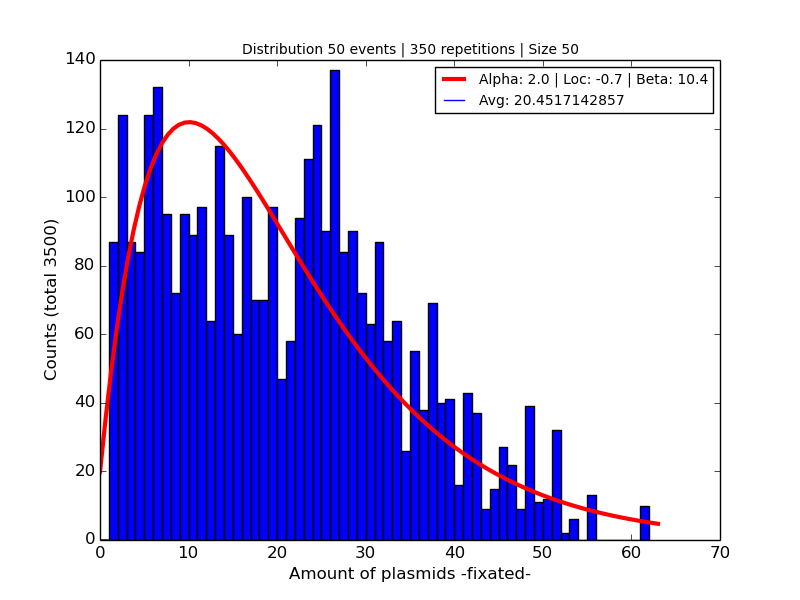 Distribution 50 events | 350 repetitions | Size 50
Alpha: 2.0 | Loc: -0.7 | Beta: 10.4
Avg: 20.4517142857
140
120
100
80
60
40
20
0
Counts (total 3500)
0 10 20 30 40 50 60 70
Amount of plasmids -fixated-